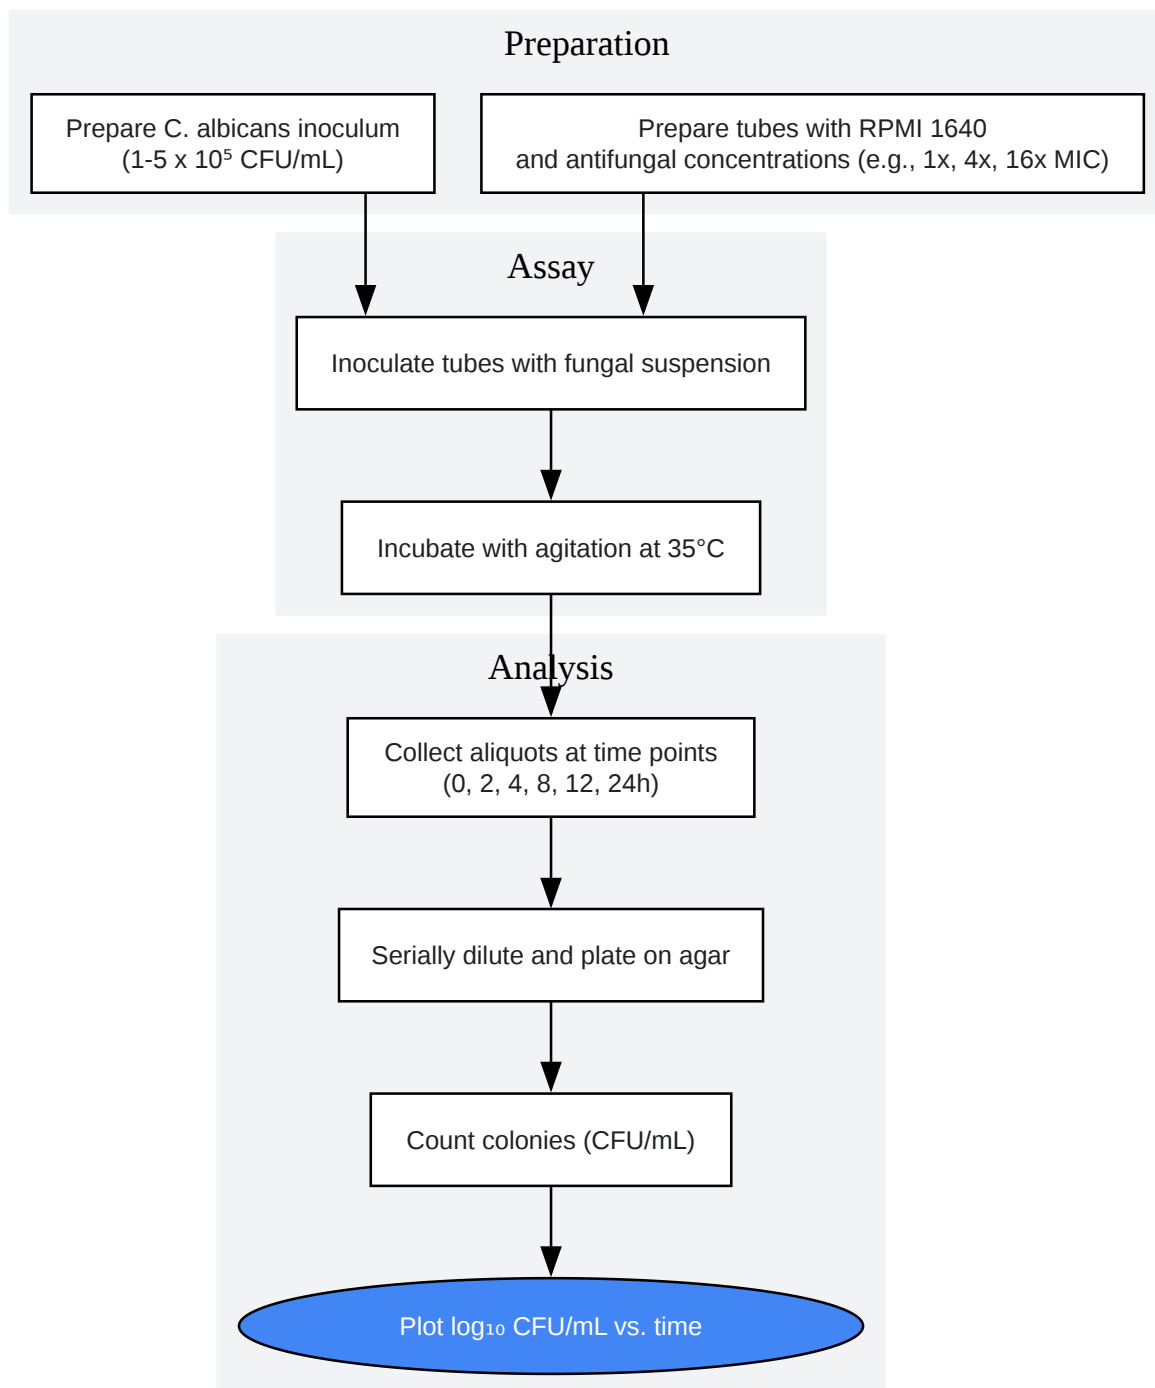 Preparation
Prepare C. albicans inoculum
(1-5 x 10⁵ CFU/mL)
Prepare tubes with RPMI 1640
and antifungal concentrations (e.g., 1x, 4x, 16x MIC)
Assay
Inoculate tubes with fungal suspension
Incubate with agitation at 35°C
Analysis
Collect aliquots at time points
(0, 2, 4, 8, 12, 24h)
Serially dilute and plate on agar
Count colonies (CFU/mL)
Plot log₁₀ CFU/mL vs. time